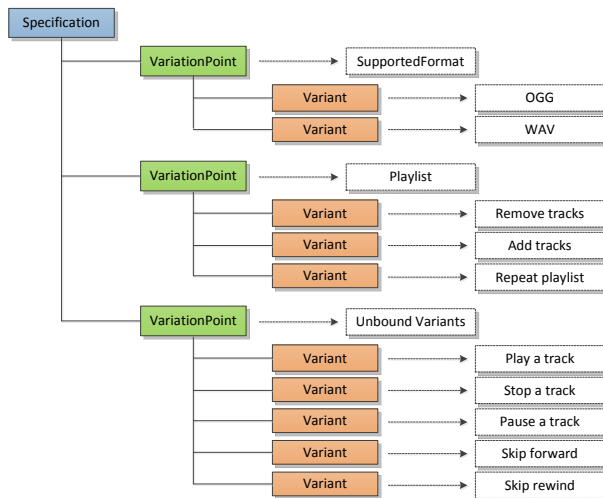 Specification
VariationPoint SupportedFormat
Variant OGG
Variant WAV
VariationPoint Playlist
Variant Remove tracks
Variant Add tracks
Variant Repeat playlist
VariationPoint Unbound Variants
Variant Play a track
Variant Stop a track
Variant Pause a track
Variant Skip forward
Variant Skip rewind